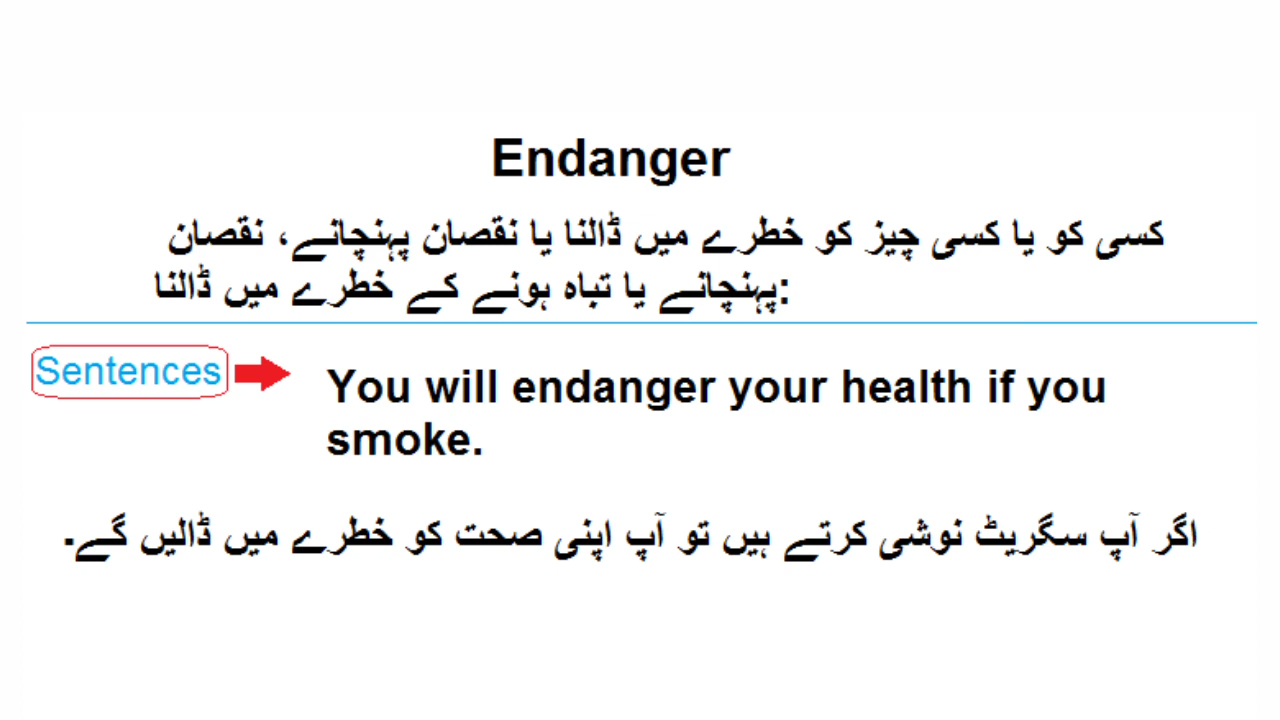 Endanger
کسی کو یا کسی چیز کو خطرے میں ڈالنا یا نقصان پہنچانے، نقصان
:پہنچانے یا تباہ ہونے کے خطرے میں ڈالنا
Sentences
You will endanger your health if you
smoke.
اگر آپ سگریٹ نوشی کرتے ہیں تو آپ اپنی صحت کو خطرے میں ڈالیں گے۔